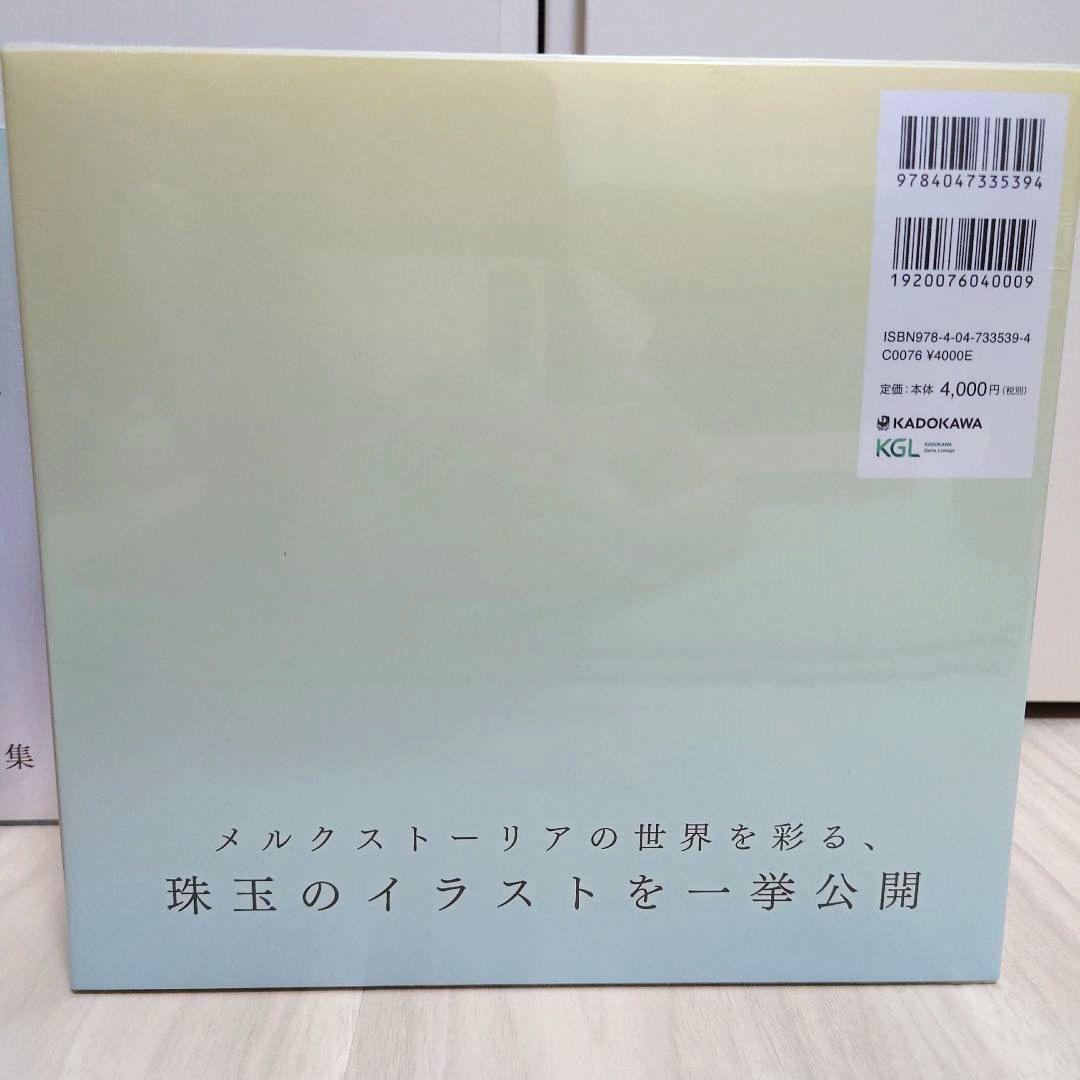 9784047335394
1920076040009
ISBN978-4-04-733539-4
C0076 ¥4000E
定価：本体 4,000円（税別）
KADOKAWA
KGL KADOKAWA
Game Linkage
集
メルクストーリアの世界を彩る、
珠玉のイラストを一挙公開